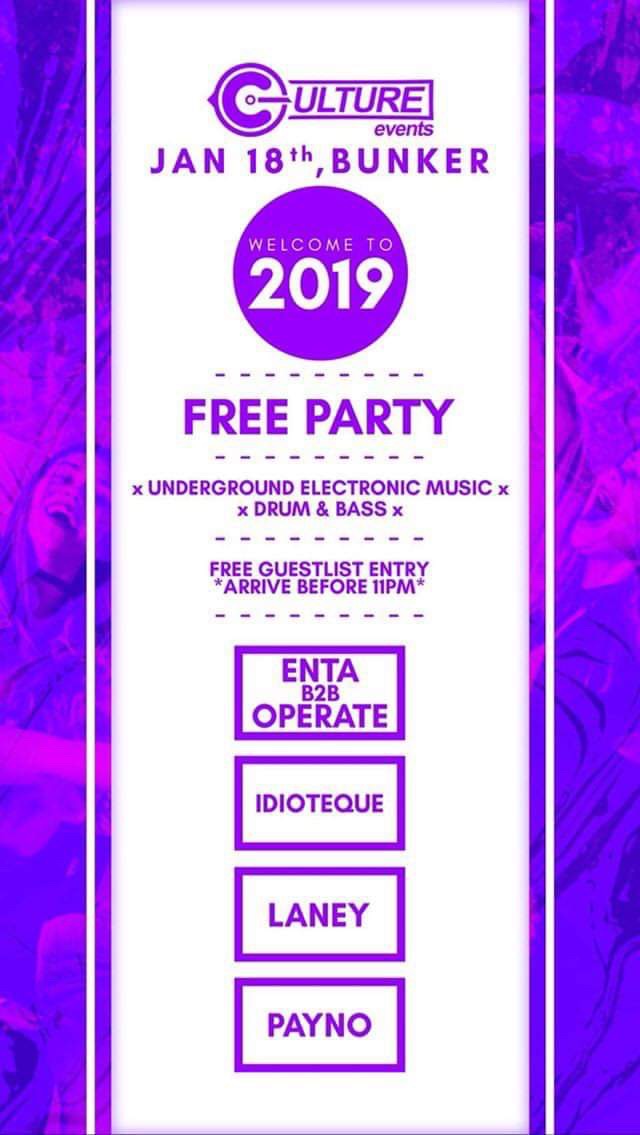 CULTURE
events
JAN 18th, BUNKER
WELCOME TO
2019
FREE PARTY
x UNDERGROUND ELECTRONIC MUSIC x
x DRUM & BASS x
FREE GUESTLIST ENTRY
*ARRIVE BEFORE 11PM*
ENTA
B2B
OPERATE
IDIOTEQUE
LANEY
PAYNO